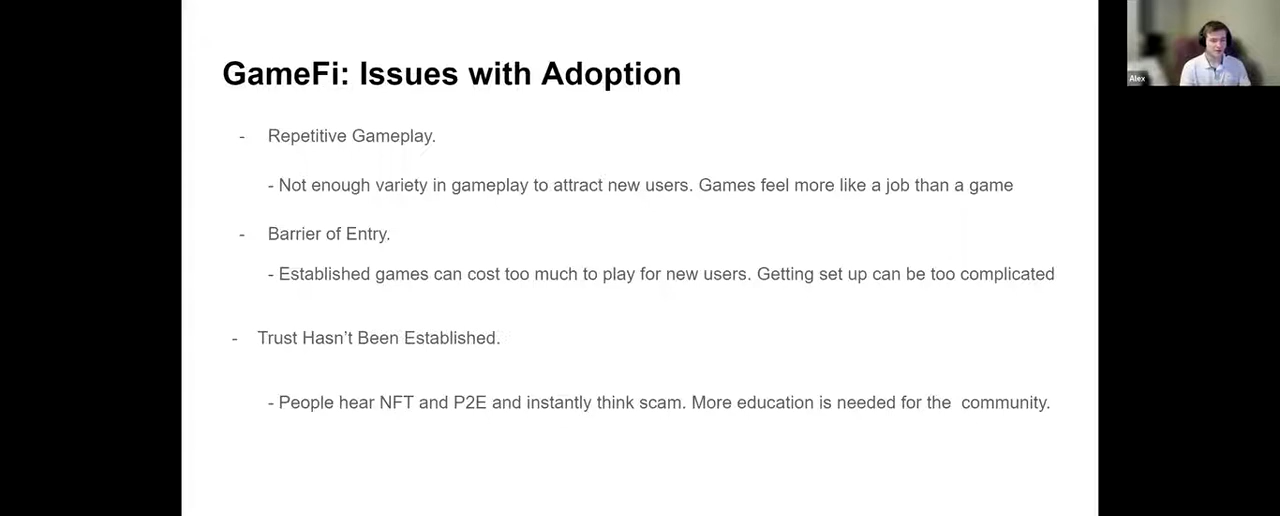 GameFi: Issues with Adoption
Alex
- Repetitive Gameplay.
- Not enough variety in gameplay to attract new users. Games feel more like a job than a game
- Barrier of Entry.
- Established games can cost too much to play for new users. Getting set up can be too complicated
- Trust Hasn’t Been Established.
- People hear NFT and P2E and instantly think scam. More education is needed for the  community.